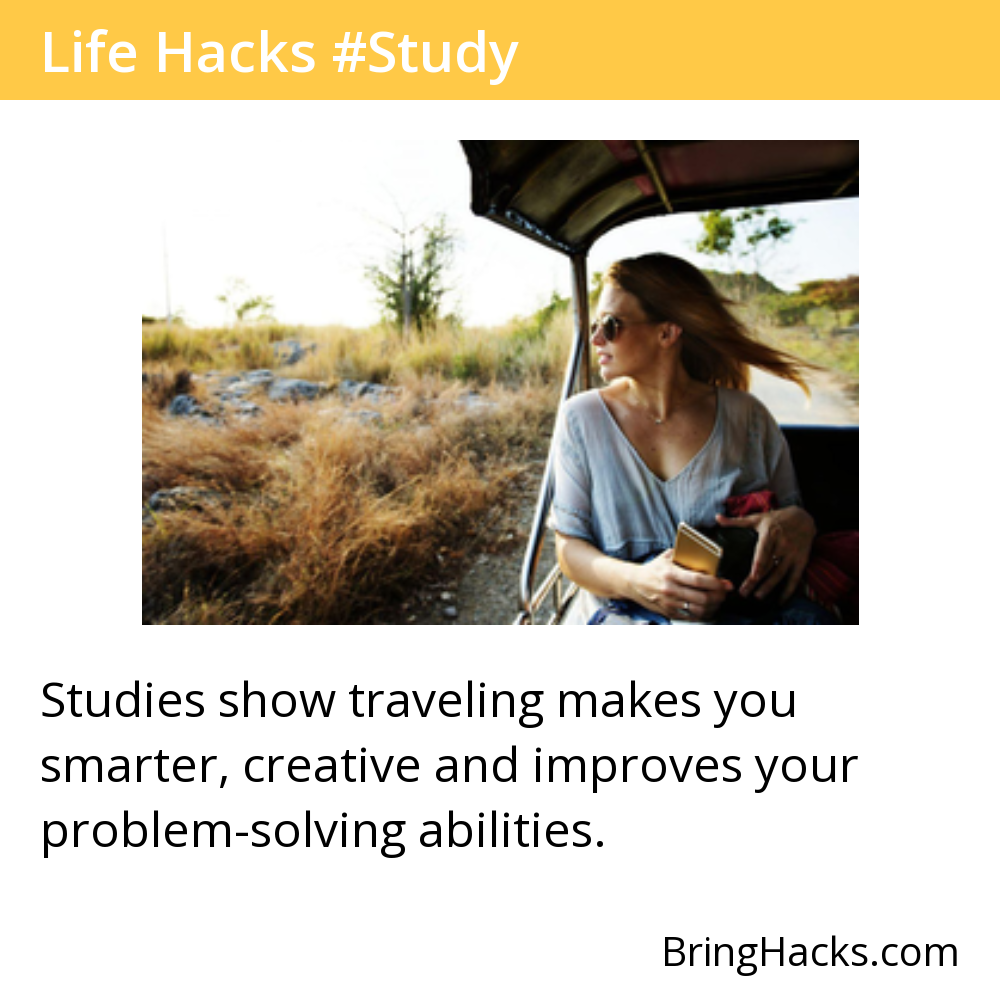 Life Hacks #Study
Studies show traveling makes you
smarter, creative and improves your
problem-solving abilities.
BringHacks.com